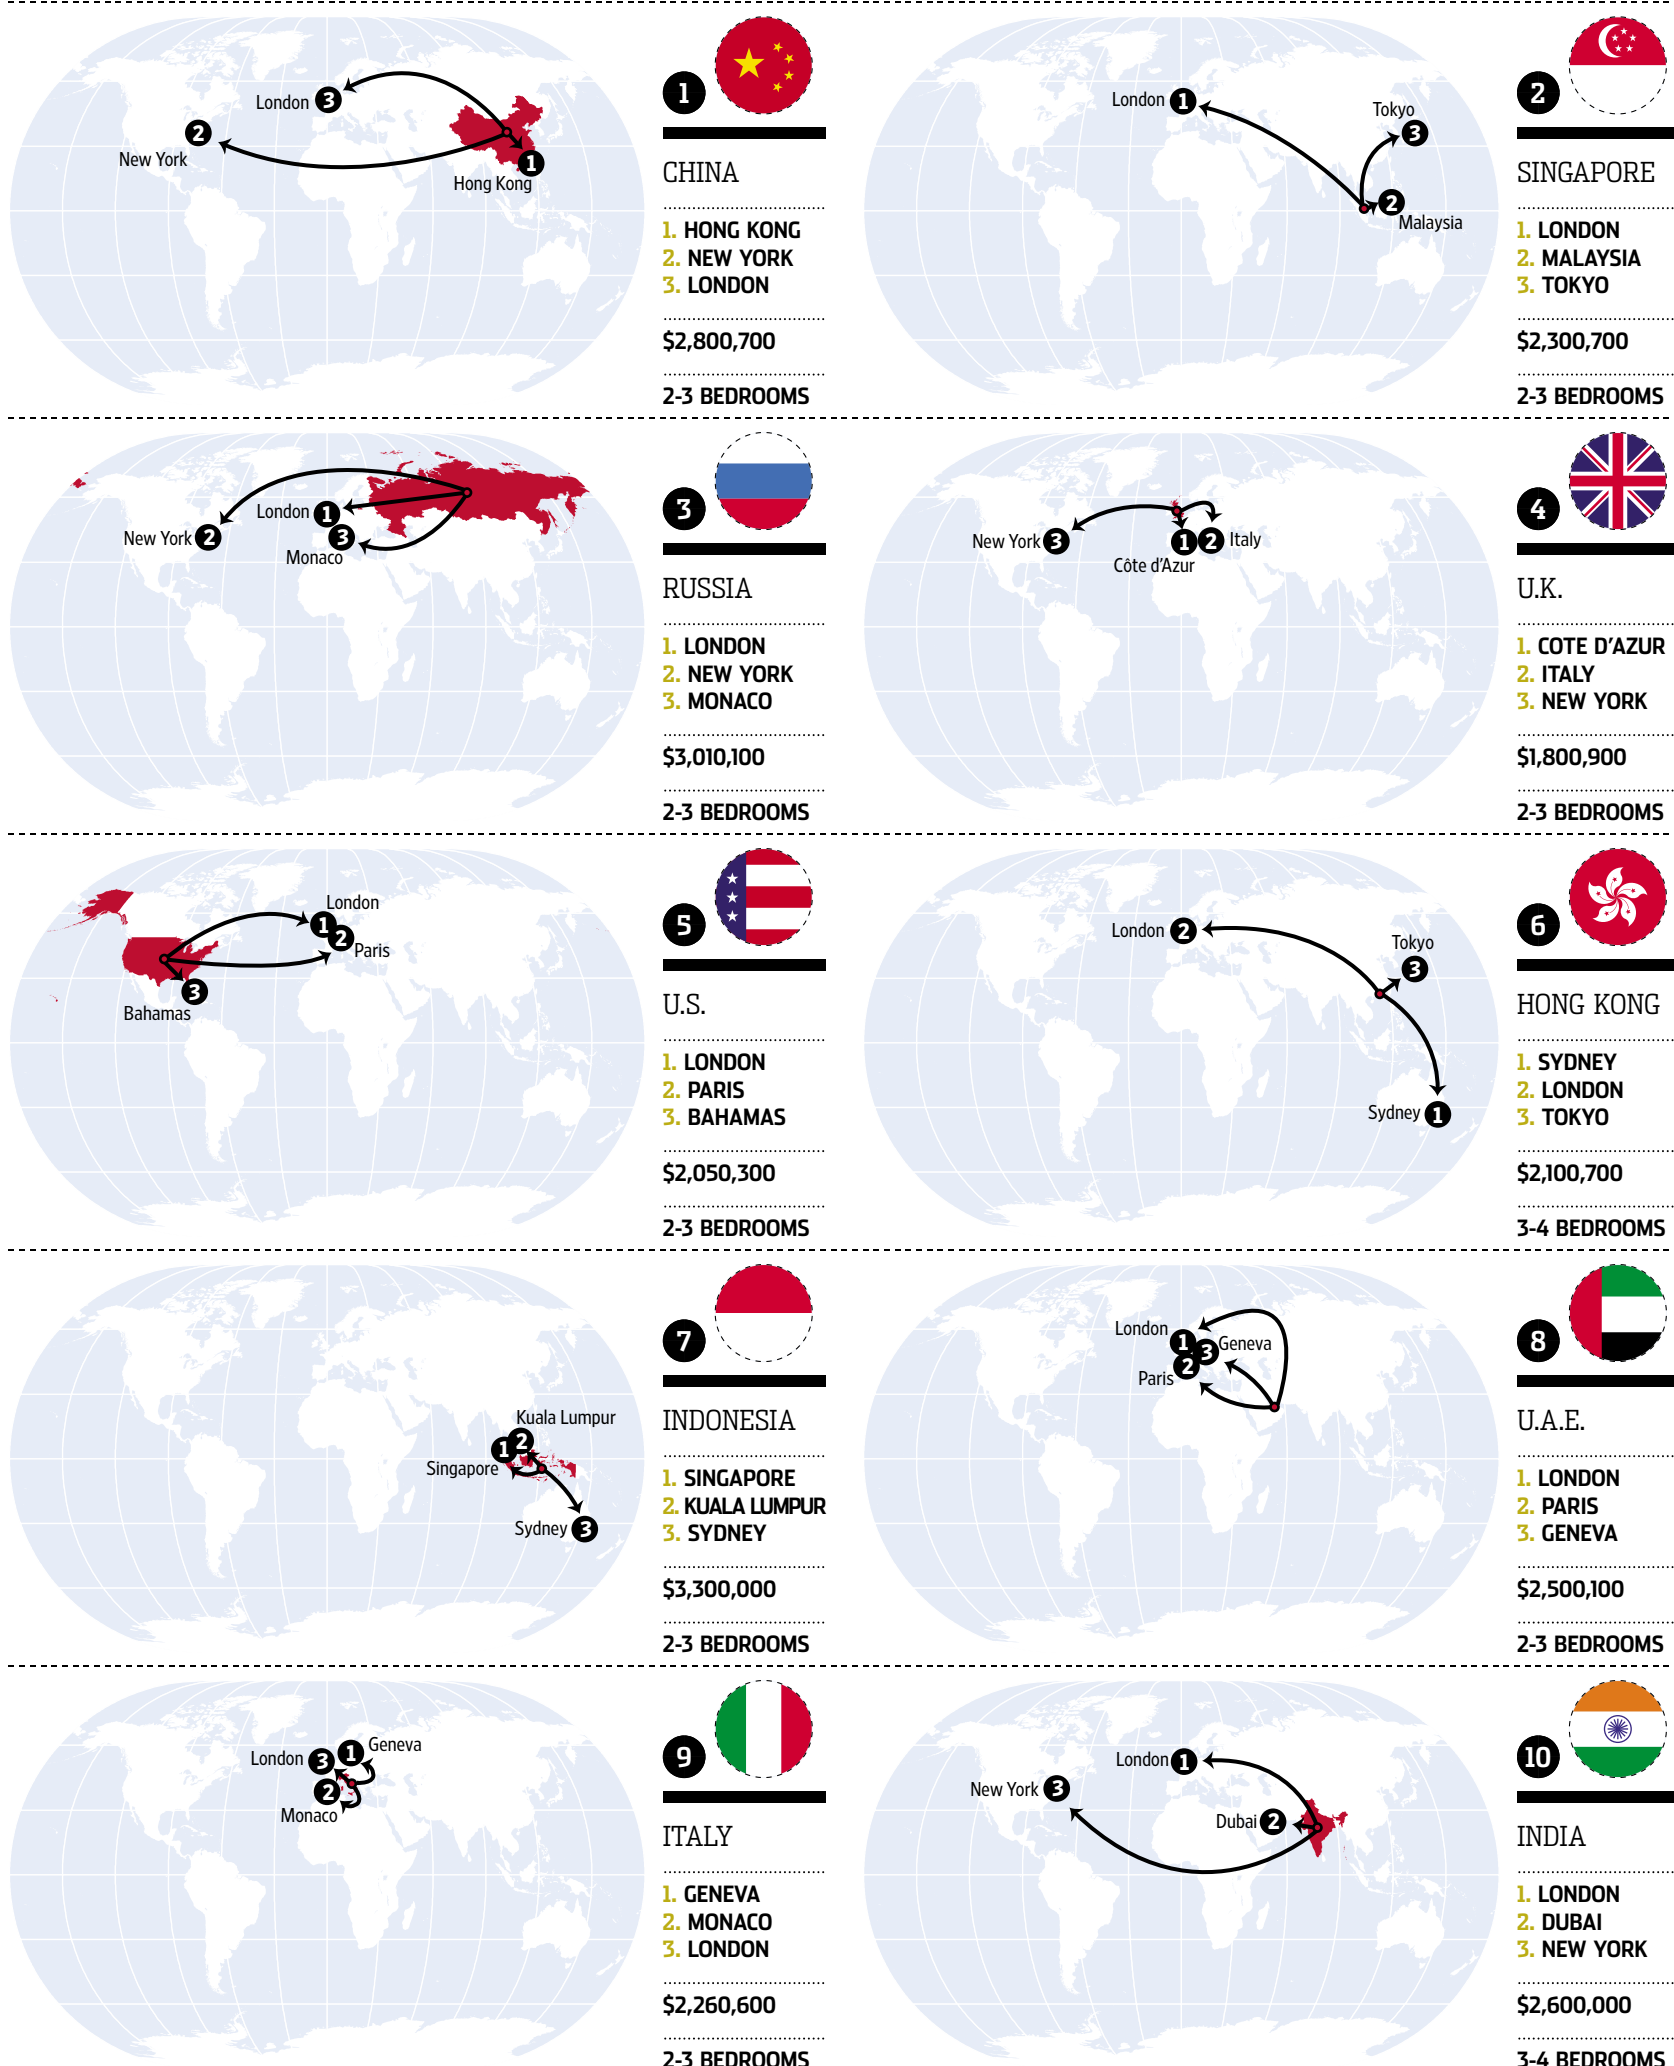 London 3
2
New York
1
Hong Kong
1
CHINA
1. HONG KONG
2. NEW YORK
3. LONDON
$2,800,700
2-3 BEDROOMS
London 1
Tokyo
3
2
Malaysia
2
SINGAPORE
1. LONDON
2. MALAYSIA
3. TOKYO
$2,300,700
2-3 BEDROOMS
London 1
New York 2
3
Monaco
3
RUSSIA
1. LONDON
2. NEW YORK
3. MONACO
$3,010,100
2-3 BEDROOMS
New York 3
1 2 Italy
Côte d'Azur
4
U.K.
1. COTE D'AZUR
2. ITALY
3. NEW YORK
$1,800,900
2-3 BEDROOMS
London
1
2
Paris
3
Bahamas
5
U.S.
1. LONDON
2. PARIS
3. BAHAMAS
$2,050,300
2-3 BEDROOMS
London 2
Tokyo
3
Sydney 1
6
HONG KONG
1. SYDNEY
2. LONDON
3. TOKYO
$2,100,700
3-4 BEDROOMS
Kuala Lumpur
1 2
Singapore
Sydney 3
7
INDONESIA
1. SINGAPORE
2. KUALA LUMPUR
3. SYDNEY
$3,300,000
2-3 BEDROOMS
London
1
3 Geneva
2
Paris
8
U.A.E.
1. LONDON
2. PARIS
3. GENEVA
$2,500,100
2-3 BEDROOMS
1 Geneva
London 3
2
Monaco
9
ITALY
1. GENEVA
2. MONACO
3. LONDON
$2,260,600
2-3 BEDROOMS
London 1
New York 3
Dubai 2
10
INDIA
1. LONDON
2. DUBAI
3. NEW YORK
$2,600,000
3-4 BEDROOMS